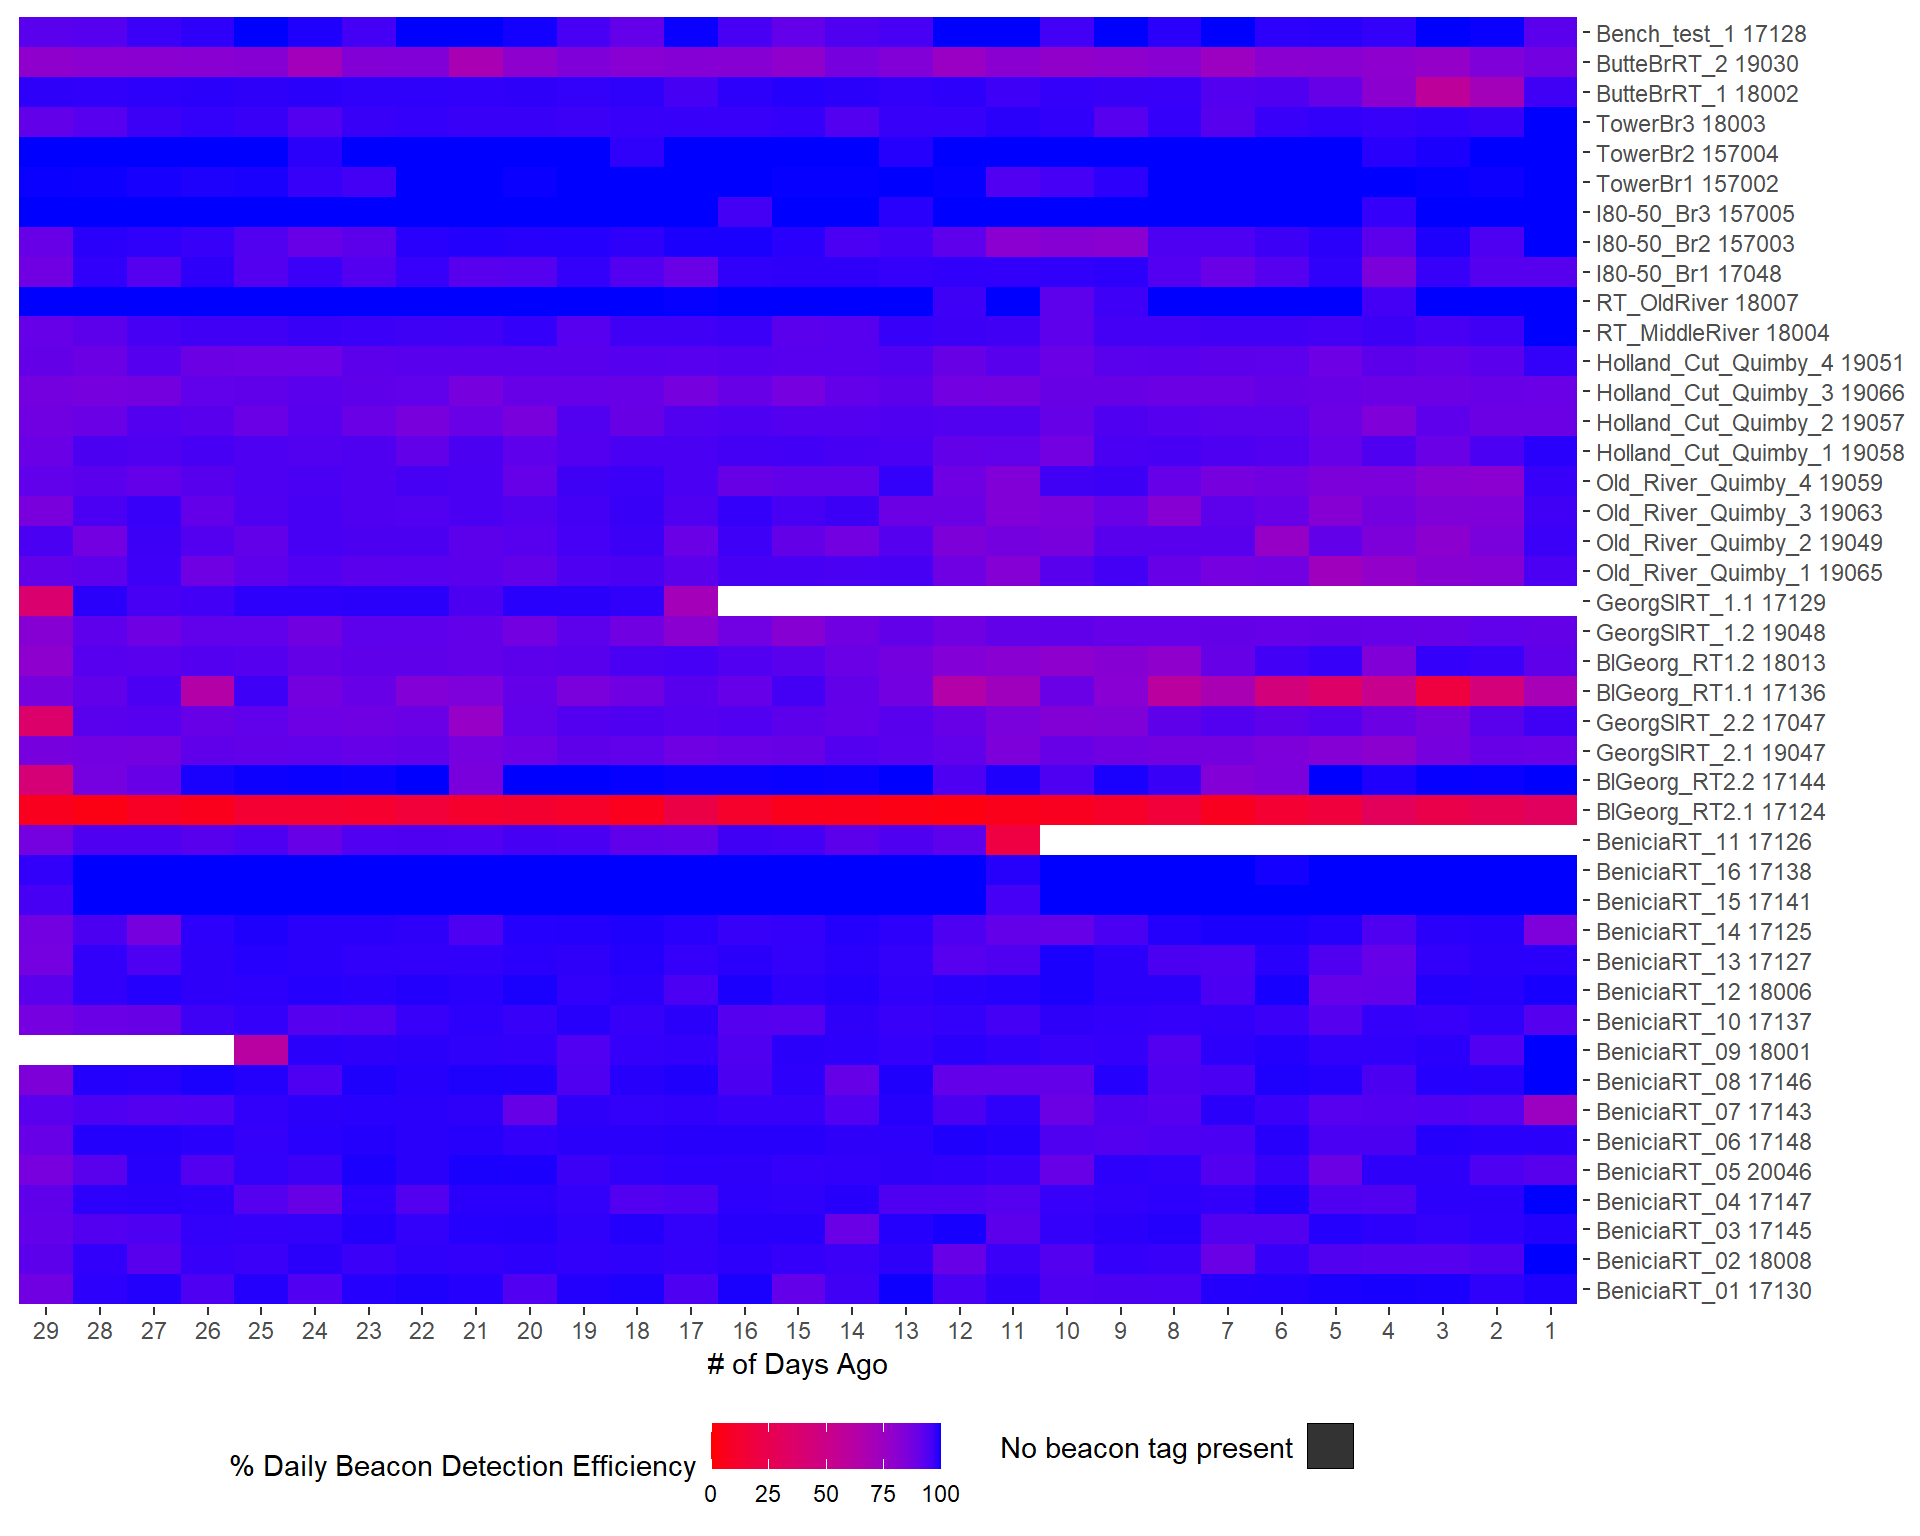 Bench_test_1 17128
ButteBrRT_2 19030
ButteBrRT_1 18002
TowerBr3 18003
TowerBr2 157004
TowerBr1 157002
I80-50_Br3 157005
I80-50_Br2 157003
I80-50_Br1 17048
RT_OldRiver 18007
RT_MiddleRiver 18004
Holland_Cut_Quimby_4 19051
Holland_Cut_Quimby_3 19066
Holland_Cut_Quimby_2 19057
Holland_Cut_Quimby_1 19058
Old_River_Quimby_4 19059
Old_River_Quimby_3 19063
Old_River_Quimby_2 19049
Old_River_Quimby_1 19065
GeorgSlRT_1.1 17129
GeorgSlRT_1.2 19048
BlGeorg_RT1.2 18013
BlGeorg_RT1.1 17136
GeorgSlRT_2.2 17047
GeorgSlRT_2.1 19047
BlGeorg_RT2.2 17144
BlGeorg_RT2.1 17124
BeniciaRT_11 17126
BeniciaRT_16 17138
BeniciaRT_15 17141
BeniciaRT_14 17125
BeniciaRT_13 17127
BeniciaRT_12 18006
BeniciaRT_10 17137
BeniciaRT_09 18001
BeniciaRT_08 17146
BeniciaRT_07 17143
BeniciaRT_06 17148
BeniciaRT_05 20046
BeniciaRT_04 17147
BeniciaRT_03 17145
BeniciaRT_02 18008
BeniciaRT_01 17130
29 28 27 26 25 24 23 22 21 20 19 18 17 16 15 14 13 12 11 10 9 8 7 6 5 4 3 2 1
# of Days Ago
% Daily Beacon Detection Efficiency
0 25 50 75 100
No beacon tag present